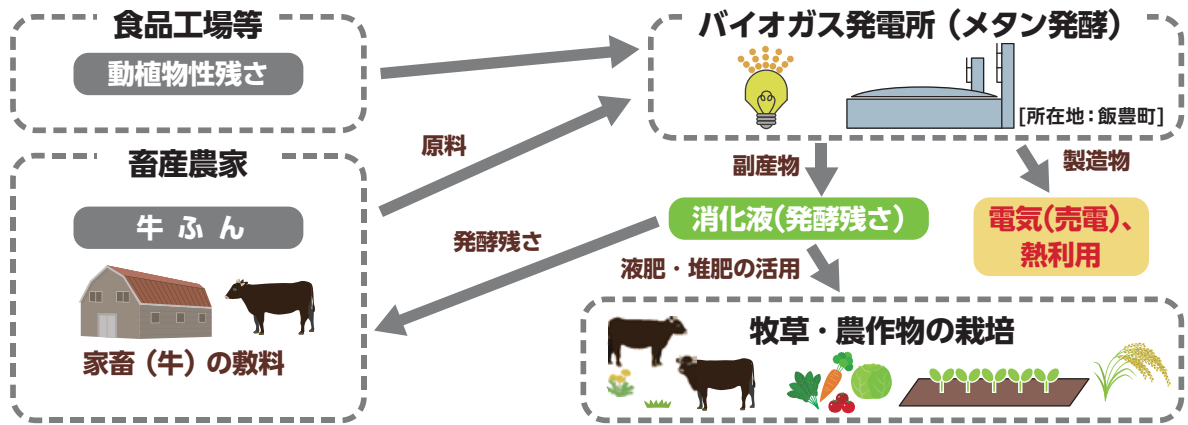 食品工場等
動植物性残さ
畜産農家
牛 ふ ん
家畜（牛）の敷料
原料
発酵残さ
バイオガス発電所（メタン発酵）
[所在地：飯豊町]
副産物
製造物
消化液(発酵残さ)
電気(売電)、
熱利用
液肥・堆肥の活用
牧草・農作物の栽培